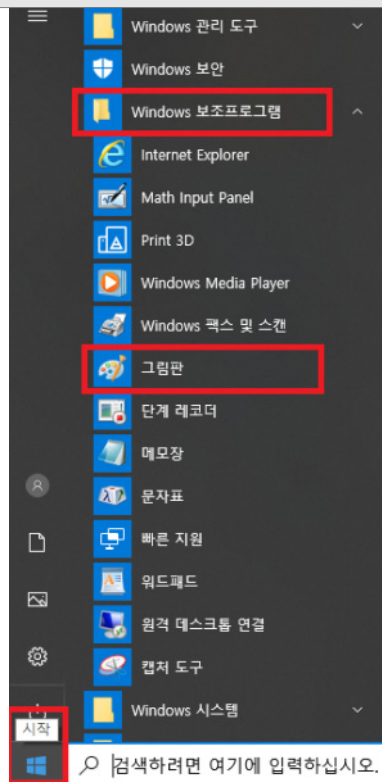 Windows 관리 도구
Windows 보안
Windows 보조프로그램
Internet Explorer
Math Input Panel
Print 3D
Windows Media Player
Windows 팩스 및 스캔
그림판
단계 레코더
메모장
문자표
빠른 지원
워드패드
원격 데스크톱 연결
캡처 도구
Windows 시스템
시작
검색하려면 여기에 입력하십시오.